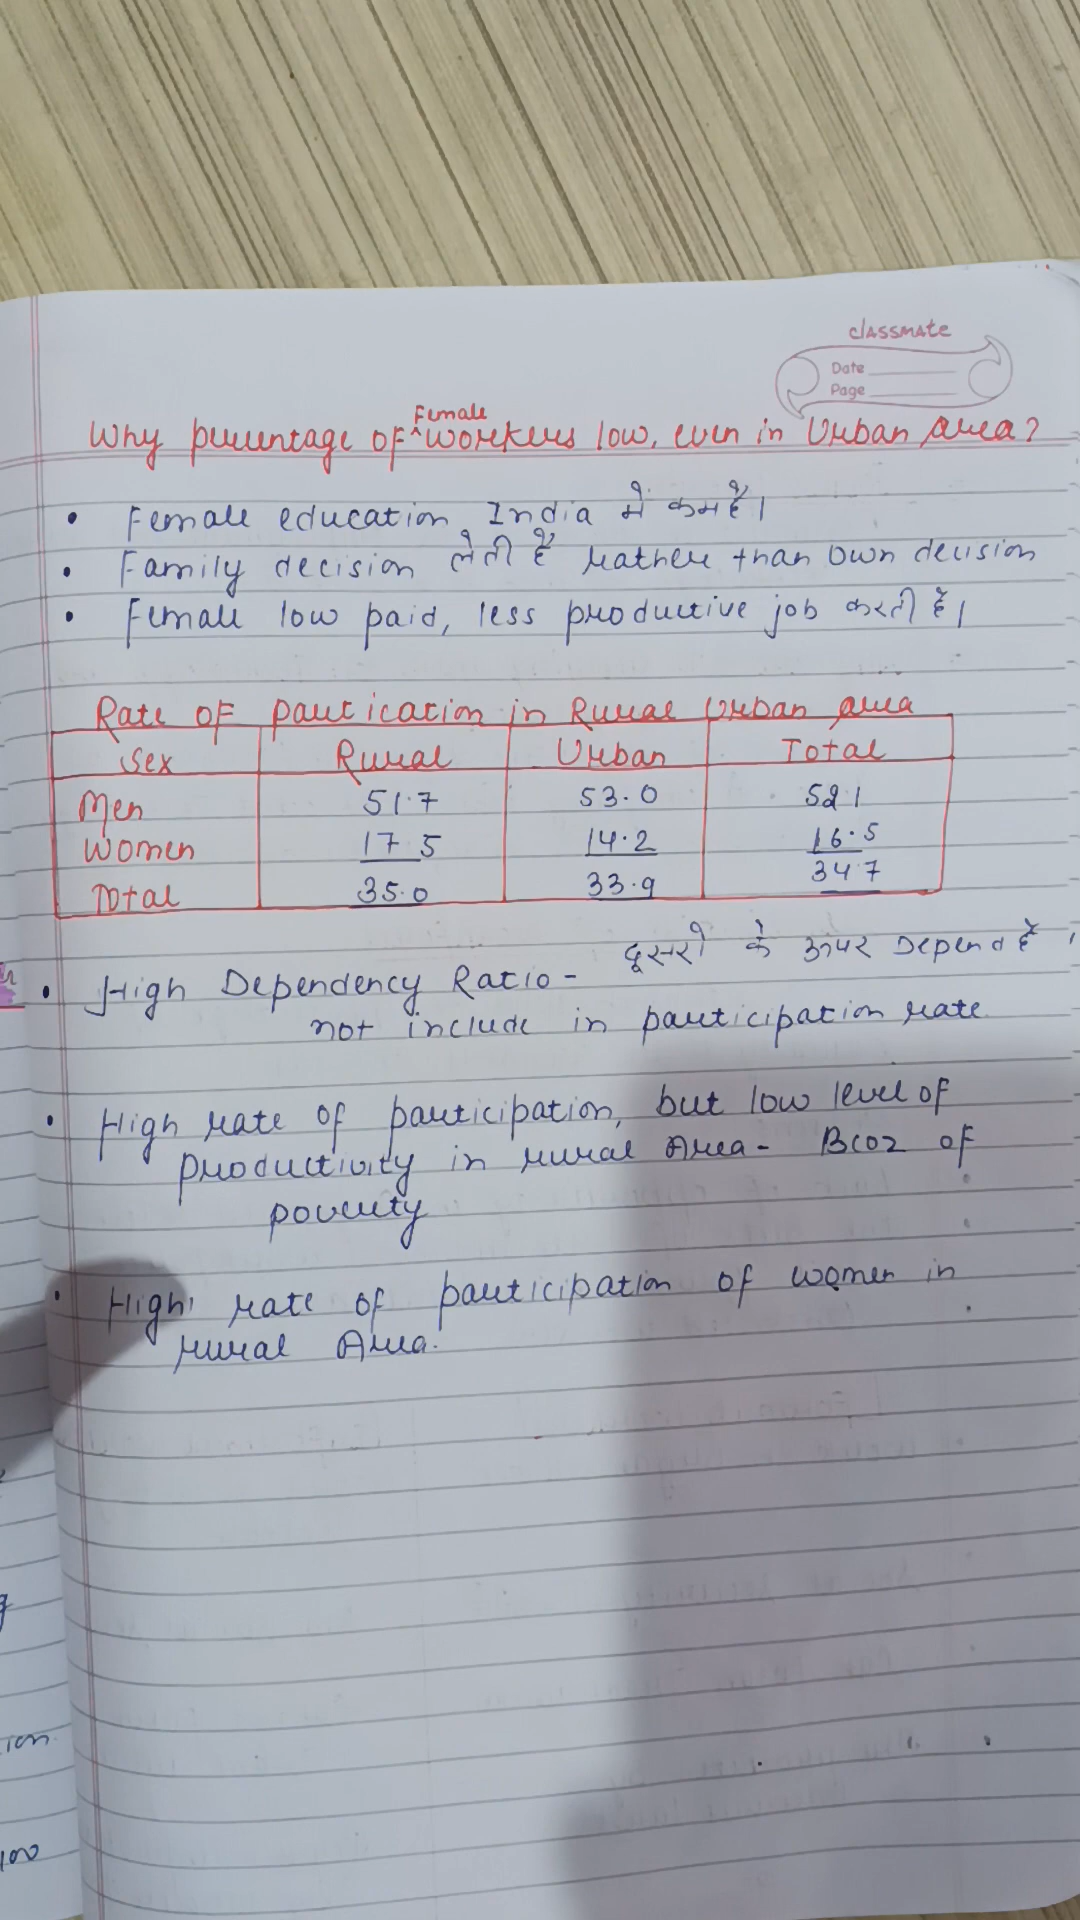 classmate
Date
Page
Why percentage of ^Female workers low, even in Urban Area?
• Female education India में कम है।
• Family decision लेती हैं rather than own decision
• Female low paid, less productive job करती हैं।
Rate of partication in Rural Urban area
Sex Rural Urban Total
Men 51.7 53.0 521
Women 17.5 14.2 16.5
Total 35.0 33.9 34.7
दूसरो के ऊपर Depend हैं।
• High Dependency Ratio -
not include in participation rate
• High rate of participation, but low level of
productivity in rural Area - Bcoz of
poverty
• High rate of participation of women in
rural Area.
ion